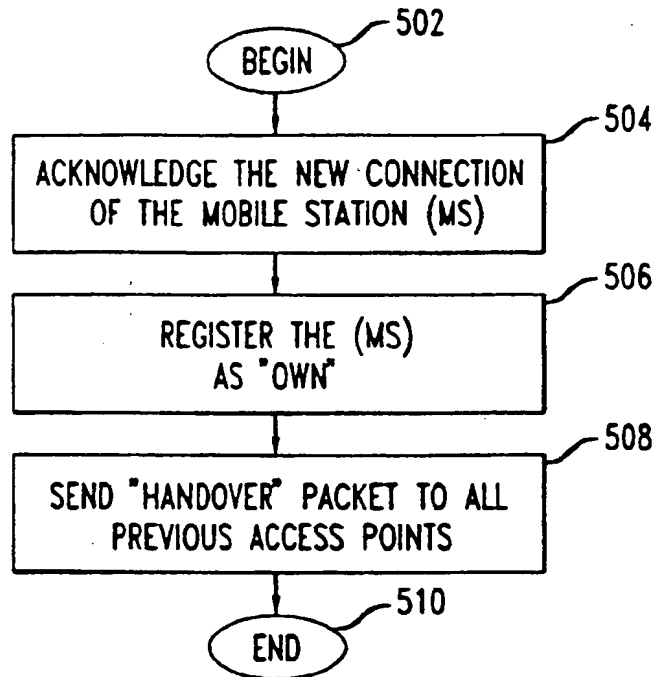 502
BEGIN
504
ACKNOWLEDGE THE NEW CONNECTION
OF THE MOBILE STATION (MS)
506
REGISTER THE (MS)
AS "OWN"
508
SEND "HANDOVER" PACKET TO ALL
PREVIOUS ACCESS POINTS
510
END